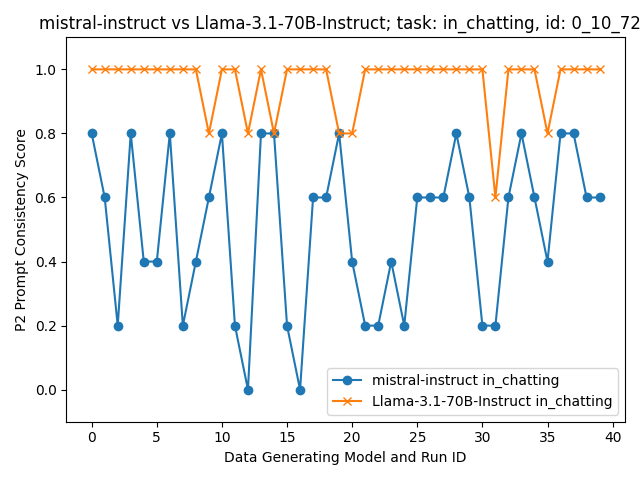 mistral-instruct vs Llama-3.1-70B-Instruct; task: in_chatting, id: 0_10_72
P2 Prompt Consistency Score
1.0
0.8
0.6
0.4
0.2
0.0
mistral-instruct in_chatting
Llama-3.1-70B-Instruct in_chatting
0 5 10 15 20 25 30 35 40
Data Generating Model and Run ID